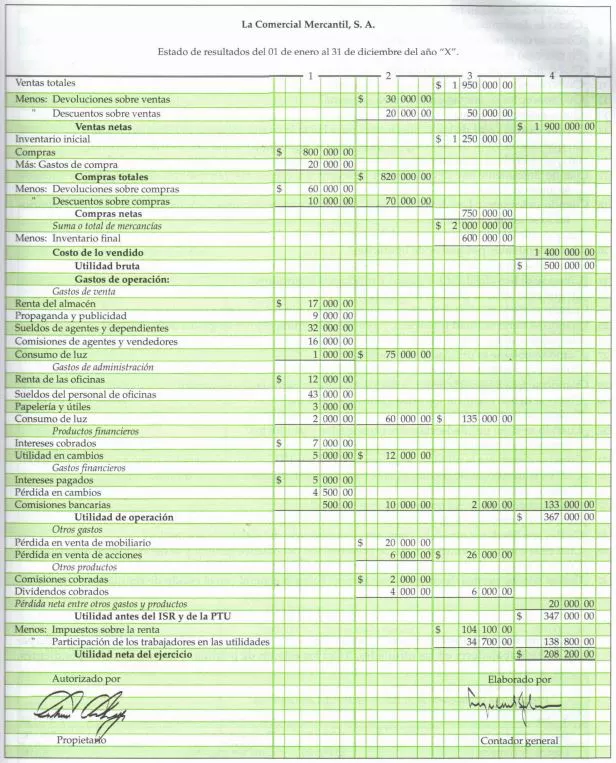 La Comercial Mercantil, S. A.
Estado de resultados del 01 de enero al 31 de diciembre del año “X”.
1 2 3 4
Ventas totales $ 1 950 000 00
Menos: Devoluciones sobre ventas $ 30 000 00
" Descuentos sobre ventas 20 000 00 50 000 00
Ventas netas $ 1 900 000 00
Inventario inicial $ 1 250 000 00
Compras $ 800 000 00
Más: Gastos de compra 20 000 00
Compras totales $ 820 000 00
Menos: Devoluciones sobre compras $ 60 000 00
" Descuentos sobre compras 10 000 00 70 000 00
Compras netas 750 000 00
Suma o total de mercancías $ 2 000 000 00
Menos: Inventario final 600 000 00
Costo de lo vendido 1 400 000 00
Utilidad bruta $ 500 000 00
Gastos de operación:
Gastos de venta
Renta del almacén $ 17 000 00
Propaganda y publicidad 9 000 00
Sueldos de agentes y dependientes 32 000 00
Comisiones de agentes y vendedores 16 000 00
Consumo de luz 1 000 00 $ 75 000 00
Gastos de administración
Renta de las oficinas $ 12 000 00
Sueldos del personal de oficinas 43 000 00
Papelería y útiles 3 000 00
Consumo de luz 2 000 00 60 000 00 $ 135 000 00
Productos financieros
Intereses cobrados $ 7 000 00
Utilidad en cambios 5 000 00 $ 12 000 00
Gastos financieros
Intereses pagados $ 5 000 00
Pérdida en cambios 4 500 00
Comisiones bancarias 500 00 10 000 00 2 000 00 133 000 00
Utilidad de operación $ 367 000 00
Otros gastos
Pérdida en venta de mobiliario $ 20 000 00
Pérdida en venta de acciones 6 000 00 $ 26 000 00
Otros productos
Comisiones cobradas $ 2 000 00
Dividendos cobrados 4 000 00 6 000 00
Pérdida neta entre otros gastos y productos 20 000 00
Utilidad antes del ISR y de la PTU $ 347 000 00
Menos: Impuestos sobre la renta $ 104 100 00
" Participación de los trabajadores en las utilidades 34 700 00 138 800 00
Utilidad neta del ejercicio $ 208 200 00
Autorizado por Elaborado por
Propietario Contador general